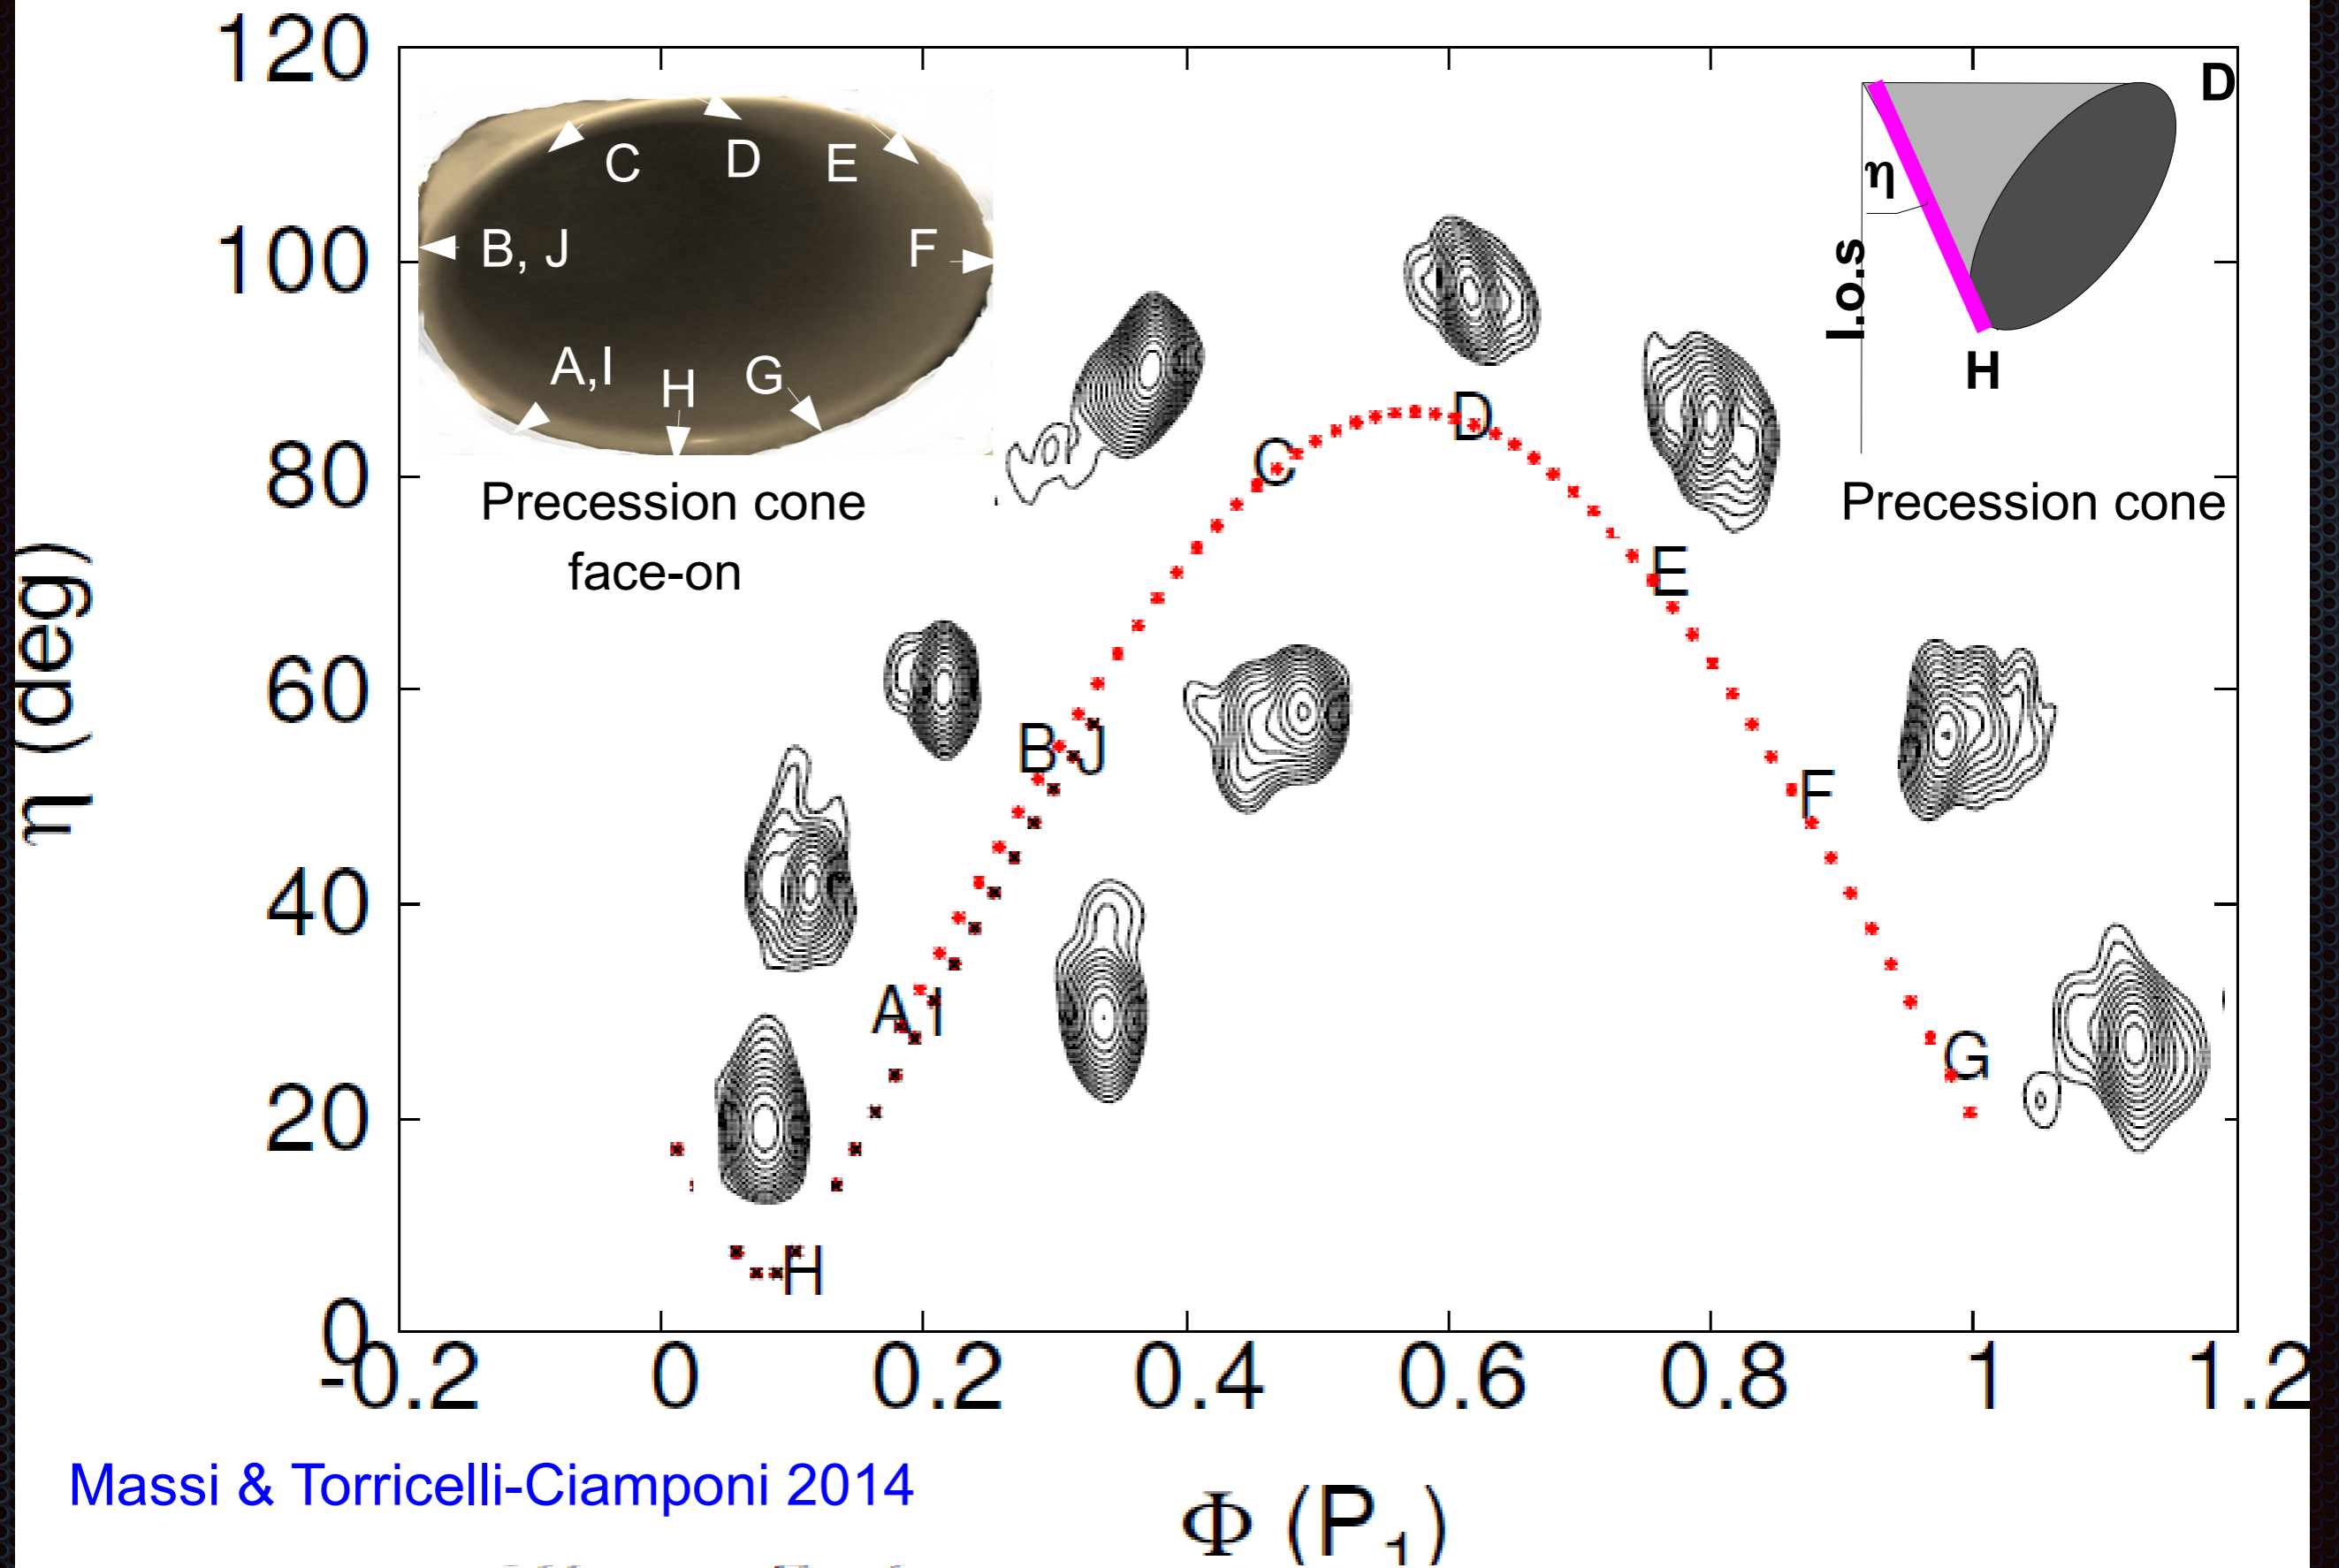 120
100
80
60
40
20
0
-0.2
0
0.2
0.4
0.6
0.8
1
1.2
η (deg)
Φ (P1)
C
D
E
B, J
F
A,I
H
G
Precession cone
face-on
D
η
l.o.s
H
Precession cone
C
D
E
B
J
F
A
I
G
H
Massi & Torricelli-Ciamponi 2014